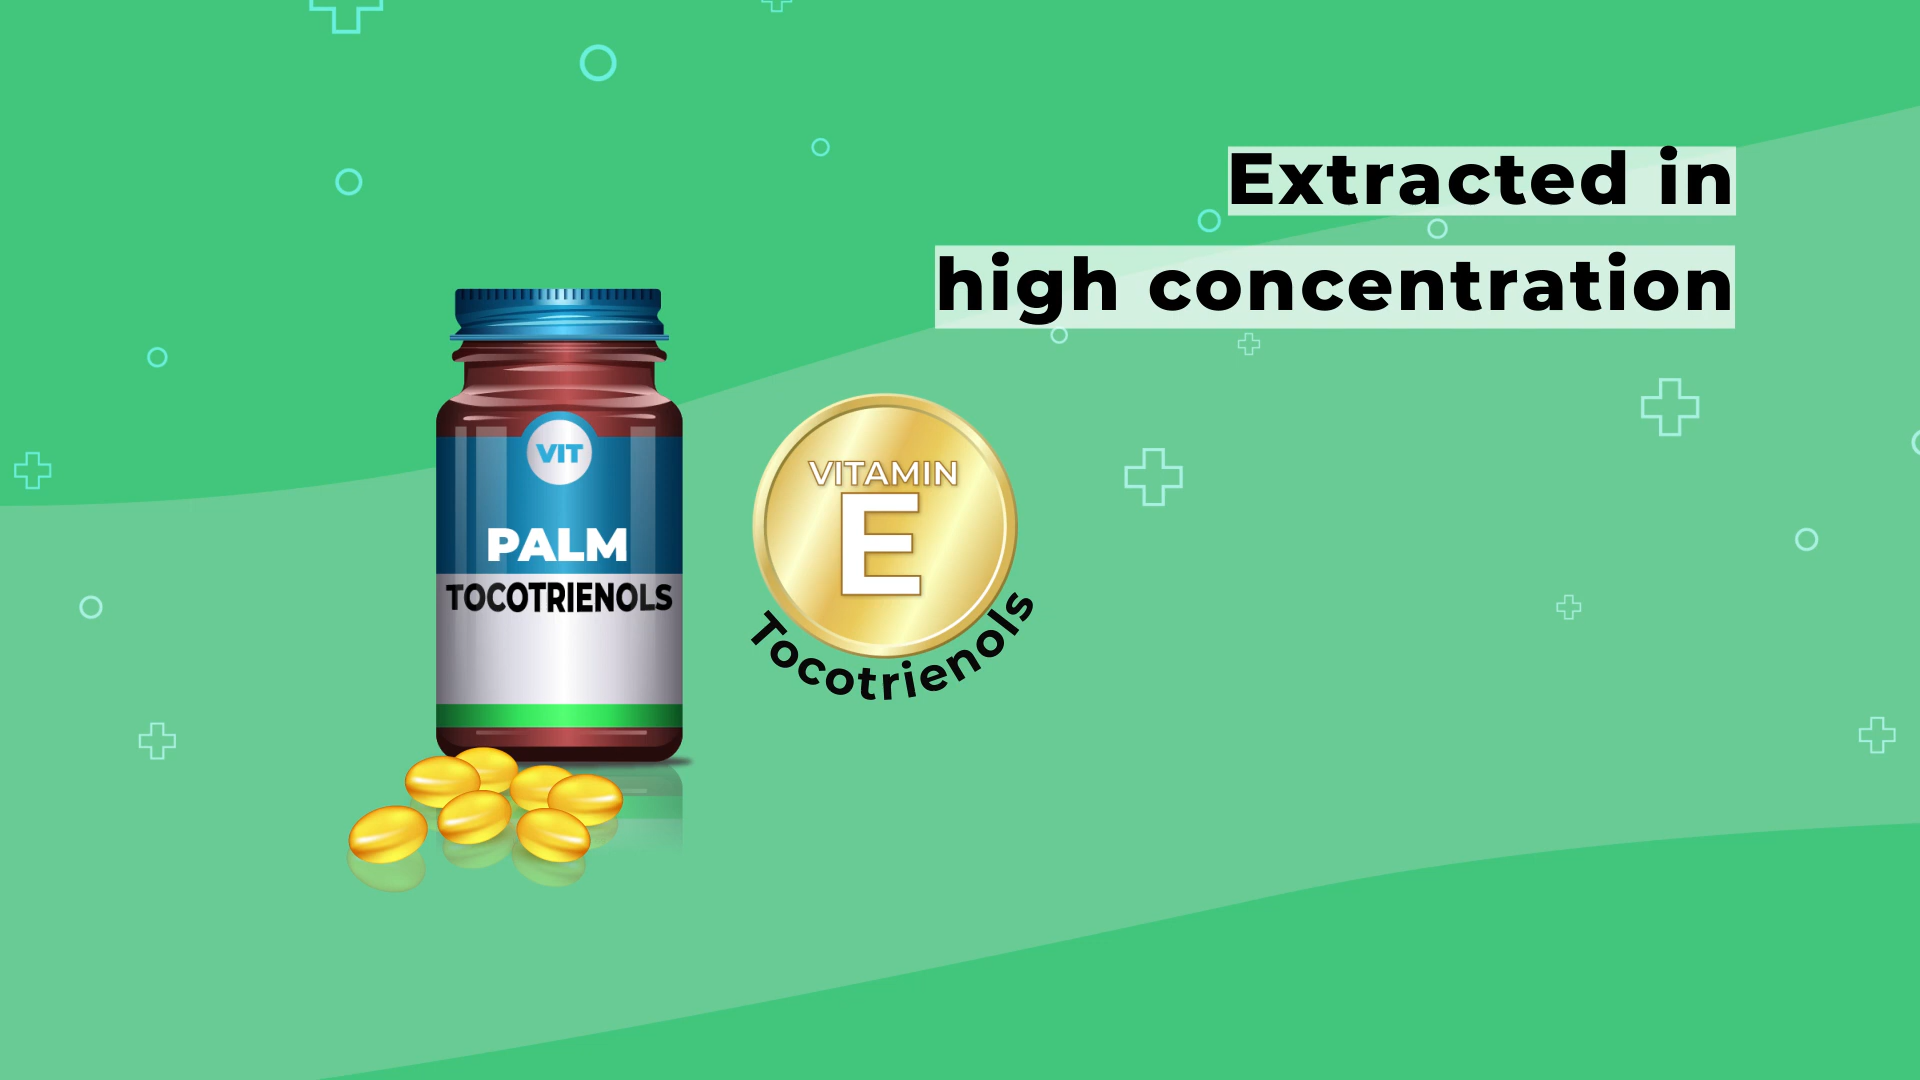 Extracted in
high concentration
VIT
PALM
TOCOTRIENOLS
VITAMIN
E
Tocotrienols